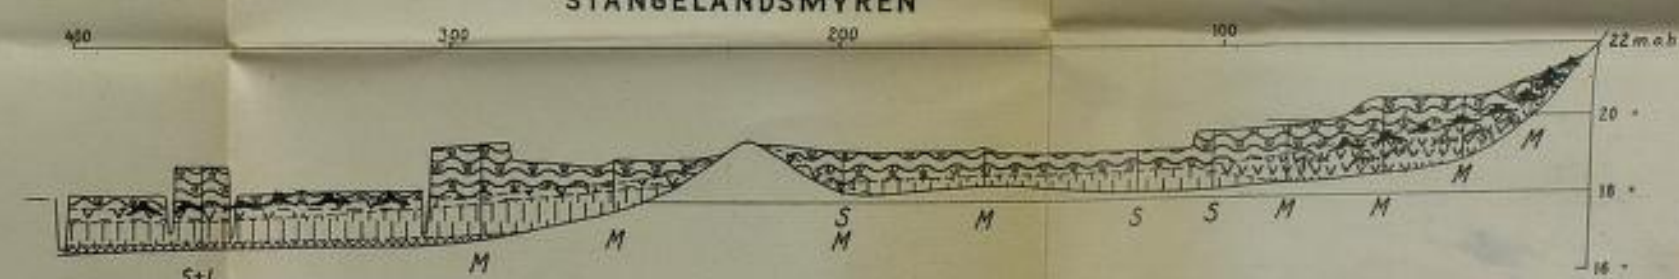 STANGELANDSMYREN
400 300 200 100
22 m.o.h
20 "
18 "
16 "
M
M
S S M M
S M
M
M
M
S+L